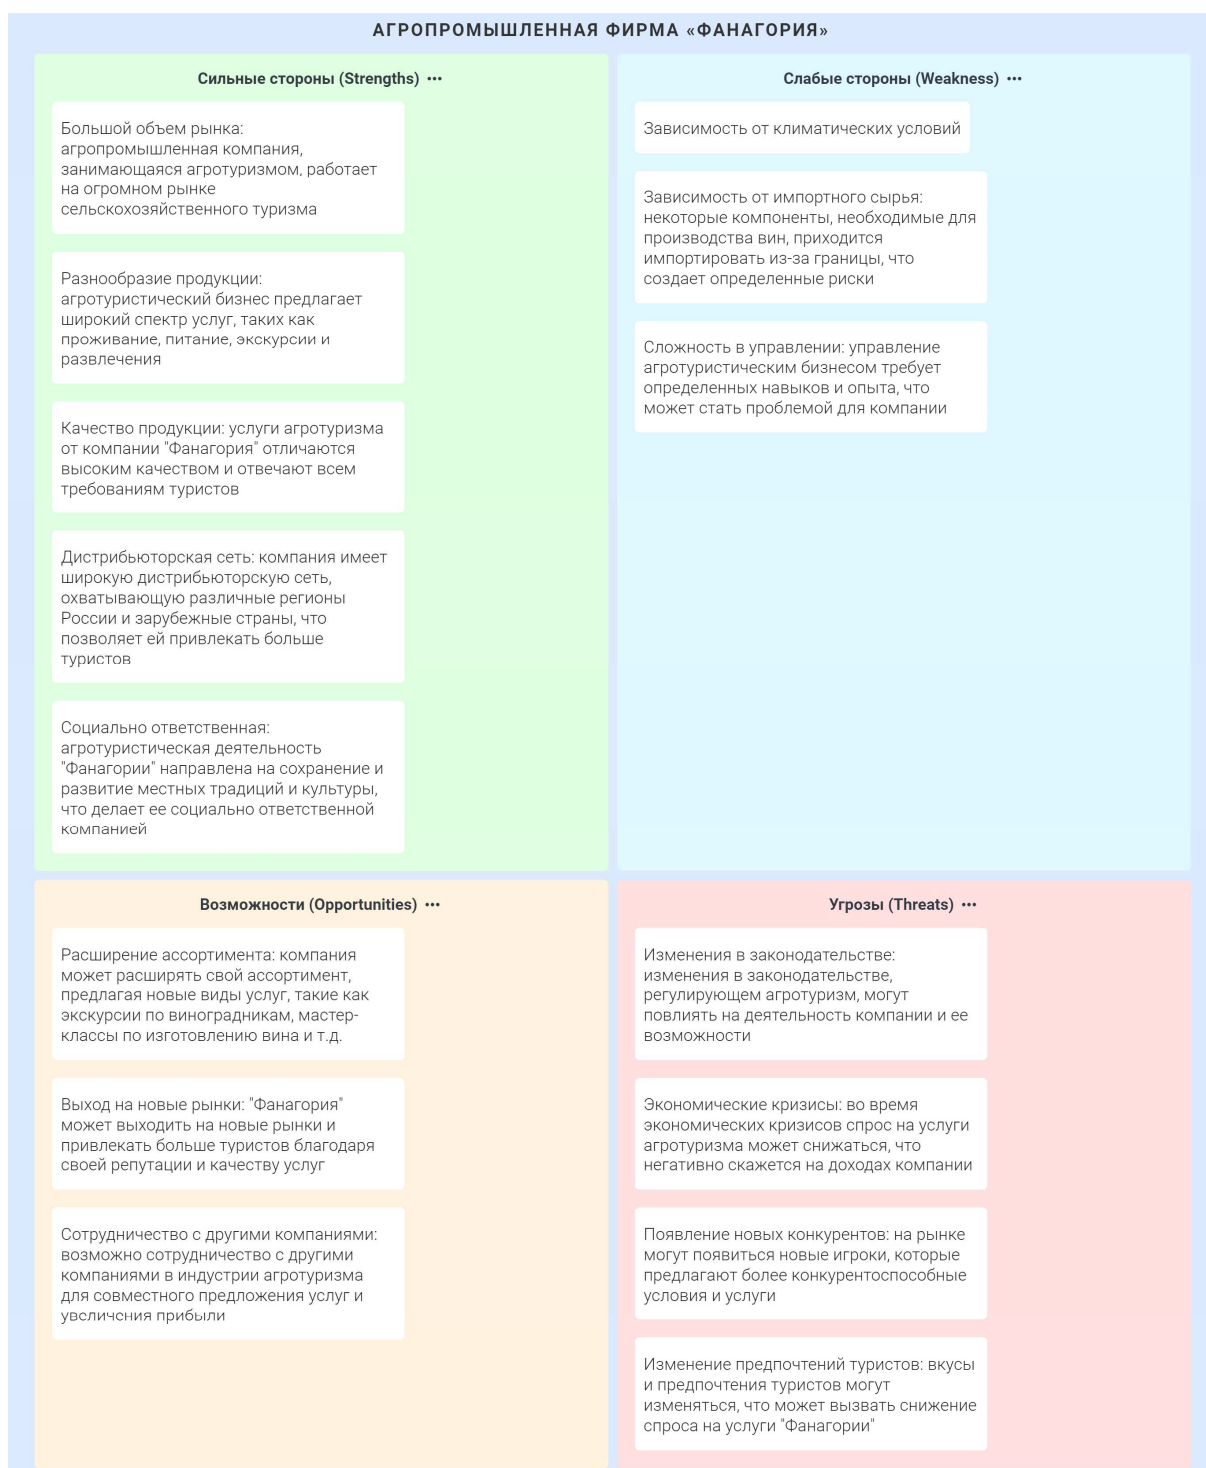 АГРОПРОМЫШЛЕННАЯ ФИРМА «ФАНАГОРИЯ»
Сильные стороны (Strengths) •••
Большой объем рынка:
агропромышленная компания,
занимающаяся агротуризмом, работает
на огромном рынке
сельскохозяйственного туризма
Разнообразие продукции:
агротуристический бизнес предлагает
широкий спектр услуг, таких как
проживание, питание, экскурсии и
развлечения
Качество продукции: услуги агротуризма
от компании "Фанагория" отличаются
высоким качеством и отвечают всем
требованиям туристов
Дистрибьюторская сеть: компания имеет
широкую дистрибьюторскую сеть,
охватывающую различные регионы
России и зарубежные страны, что
позволяет ей привлекать больше
туристов
Социально ответственная:
агротуристическая деятельность
"Фанагории" направлена на сохранение и
развитие местных традиций и культуры,
что делает ее социально ответственной
компанией
Слабые стороны (Weakness) •••
Зависимость от климатических условий
Зависимость от импортного сырья:
некоторые компоненты, необходимые для
производства вин, приходится
импортировать из-за границы, что
создает определенные риски
Сложность в управлении: управление
агротуристическим бизнесом требует
определенных навыков и опыта, что
может стать проблемой для компании
Возможности (Opportunities) •••
Расширение ассортимента: компания
может расширять свой ассортимент,
предлагая новые виды услуг, такие как
экскурсии по виноградникам, мастер-
классы по изготовлению вина и т.д.
Выход на новые рынки: "Фанагория"
может выходить на новые рынки и
привлекать больше туристов благодаря
своей репутации и качеству услуг
Сотрудничество с другими компаниями:
возможно сотрудничество с другими
компаниями в индустрии агротуризма
для совместного предложения услуг и
увеличения прибыли
Угрозы (Threats) •••
Изменения в законодательстве:
изменения в законодательстве,
регулирующем агротуризм, могут
повлиять на деятельность компании и ее
возможности
Экономические кризисы: во время
экономических кризисов спрос на услуги
агротуризма может снижаться, что
негативно скажется на доходах компании
Появление новых конкурентов: на рынке
могут появиться новые игроки, которые
предлагают более конкурентоспособные
условия и услуги
Изменение предпочтений туристов: вкусы
и предпочтения туристов могут
изменяться, что может вызвать снижение
спроса на услуги "Фанагории"